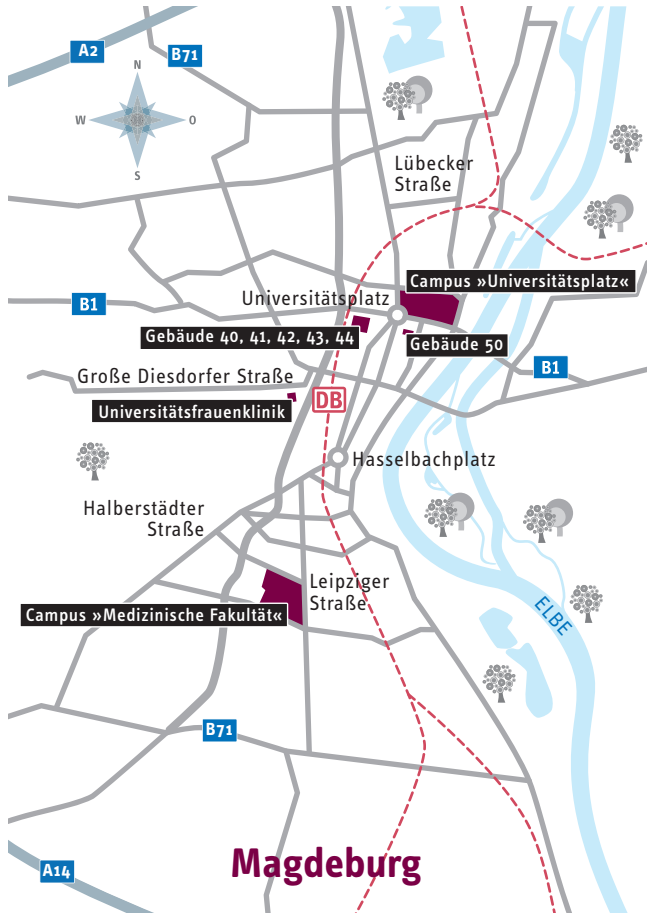 A2
B71
N
W
O
S
Lübecker
Straße
Campus »Universitätsplatz«
Universitätsplatz
B1
Gebäude 40, 41, 42, 43, 44
Gebäude 50
B1
Große Diesdorfer Straße
DB
Universitätsfrauenklinik
Hasselbachplatz
Halberstädter
Straße
Leipziger
Straße
Campus »Medizinische Fakultät«
ELBE
B71
Magdeburg
A14